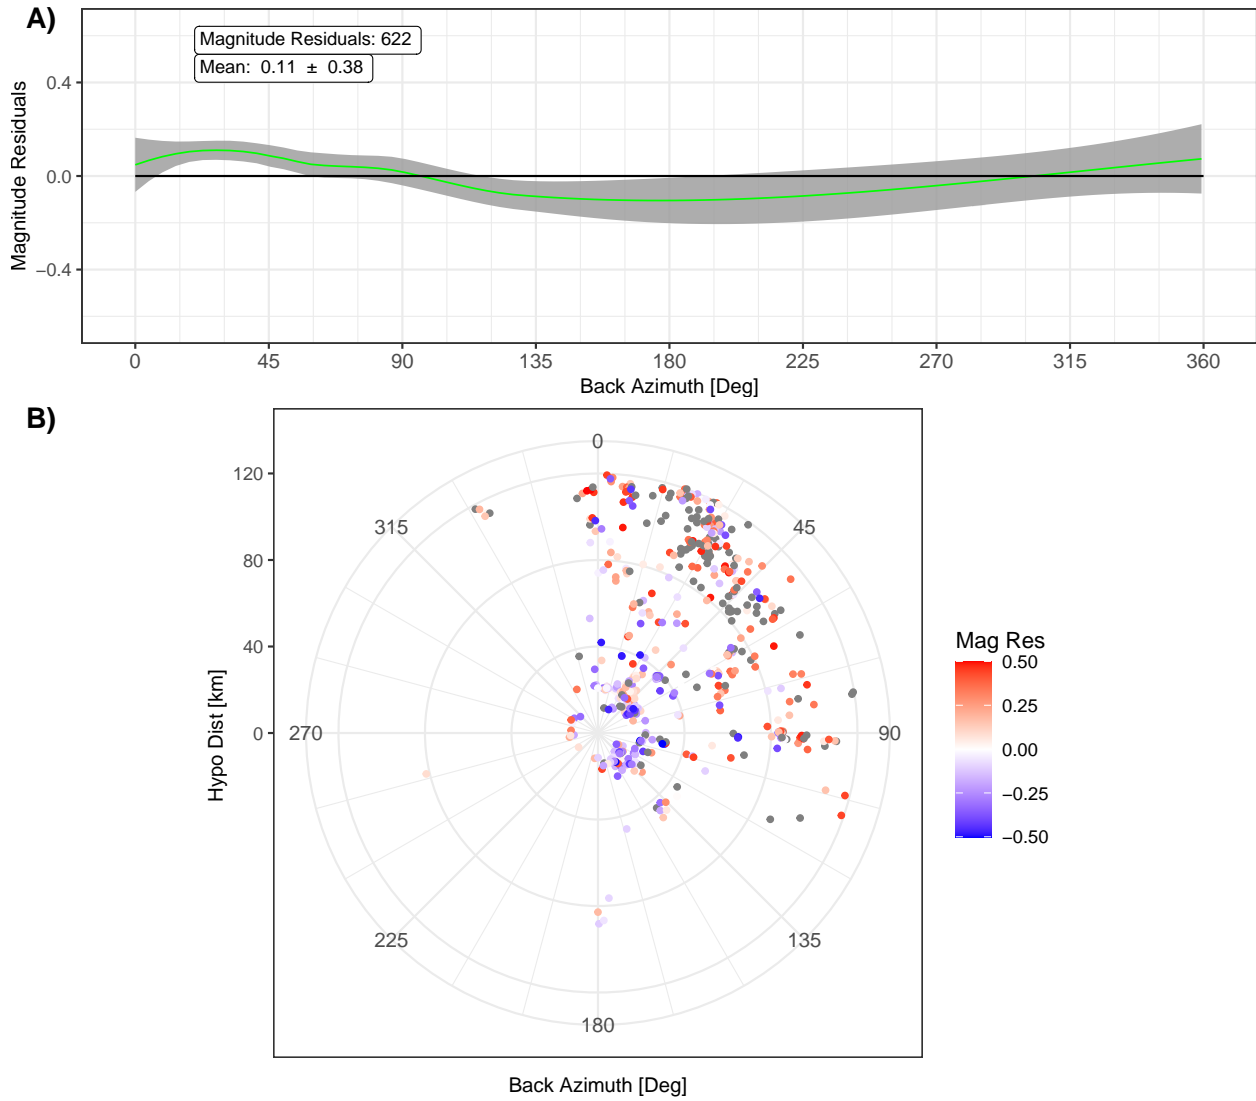 A)
Magnitude Residuals: 622
Mean: 0.11 ± 0.38
Magnitude Residuals
0.4
0.0
−0.4
0 45 90 135 180 225 270 315 360
Back Azimuth [Deg]
B)
Hypo Dist [km]
120
80
40
0
0
45
90
135
180
225
270
315
Back Azimuth [Deg]
Mag Res
0.50
0.25
0.00
−0.25
−0.50